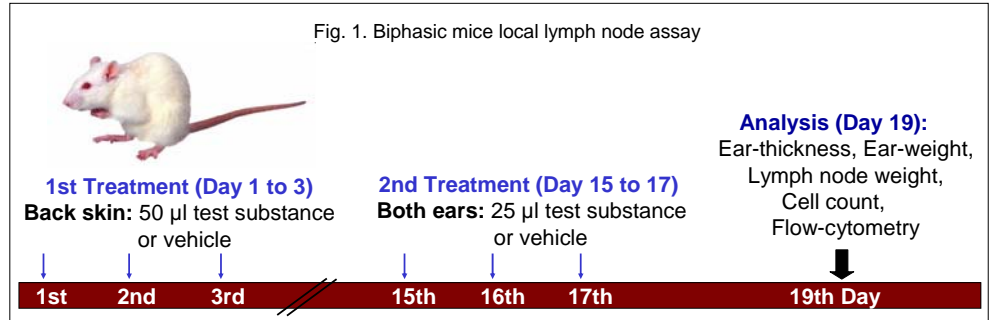 Fig. 1. Biphasic mice local lymph node assay
1st Treatment (Day 1 to 3)
Back skin: 50 µl test substance
or vehicle
2nd Treatment (Day 15 to 17)
Both ears: 25 µl test substance
or vehicle
Analysis (Day 19):
Ear-thickness, Ear-weight,
Lymph node weight,
Cell count,
Flow-cytometry
1st 2nd 3rd 15th 16th 17th 19th Day